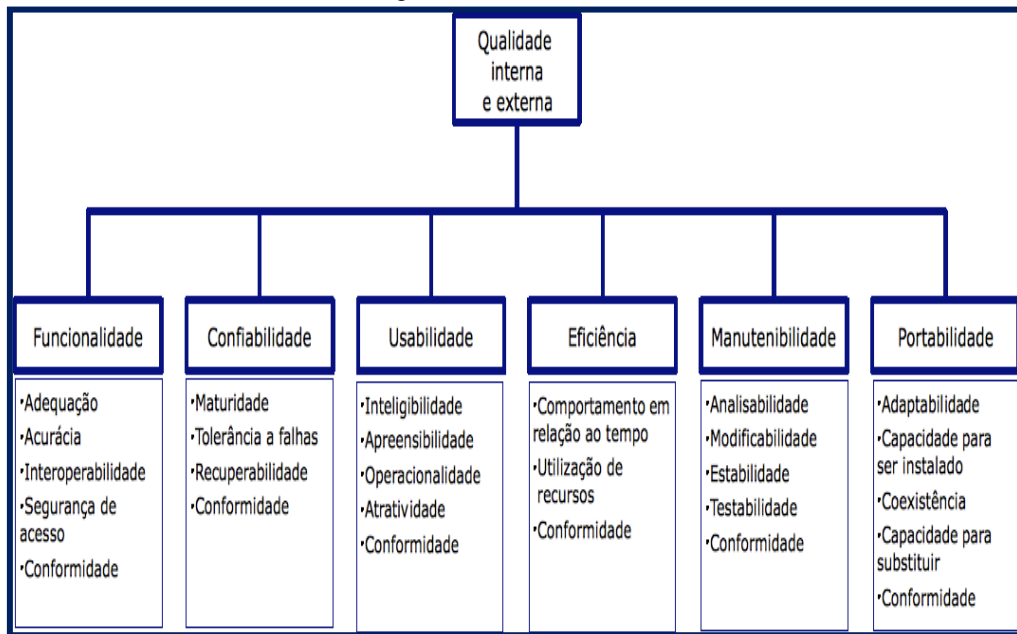 Qualidade
interna
e externa
Funcionalidade
Confiabilidade
Usabilidade
Eficiência
Manutenibilidade
Portabilidade
•Adequação
•Acurácia
•Interoperabilidade
•Segurança de
acesso
•Conformidade
•Maturidade
•Tolerância a falhas
•Recuperabilidade
•Conformidade
•Inteligibilidade
•Apreensibilidade
•Operacionalidade
•Atratividade
•Conformidade
•Comportamento em
relação ao tempo
•Utilização de
recursos
•Conformidade
•Analisabilidade
•Modificabilidade
•Estabilidade
•Testabilidade
•Conformidade
•Adaptabilidade
•Capacidade para
ser instalado
•Coexistência
•Capacidade para
substituir
•Conformidade